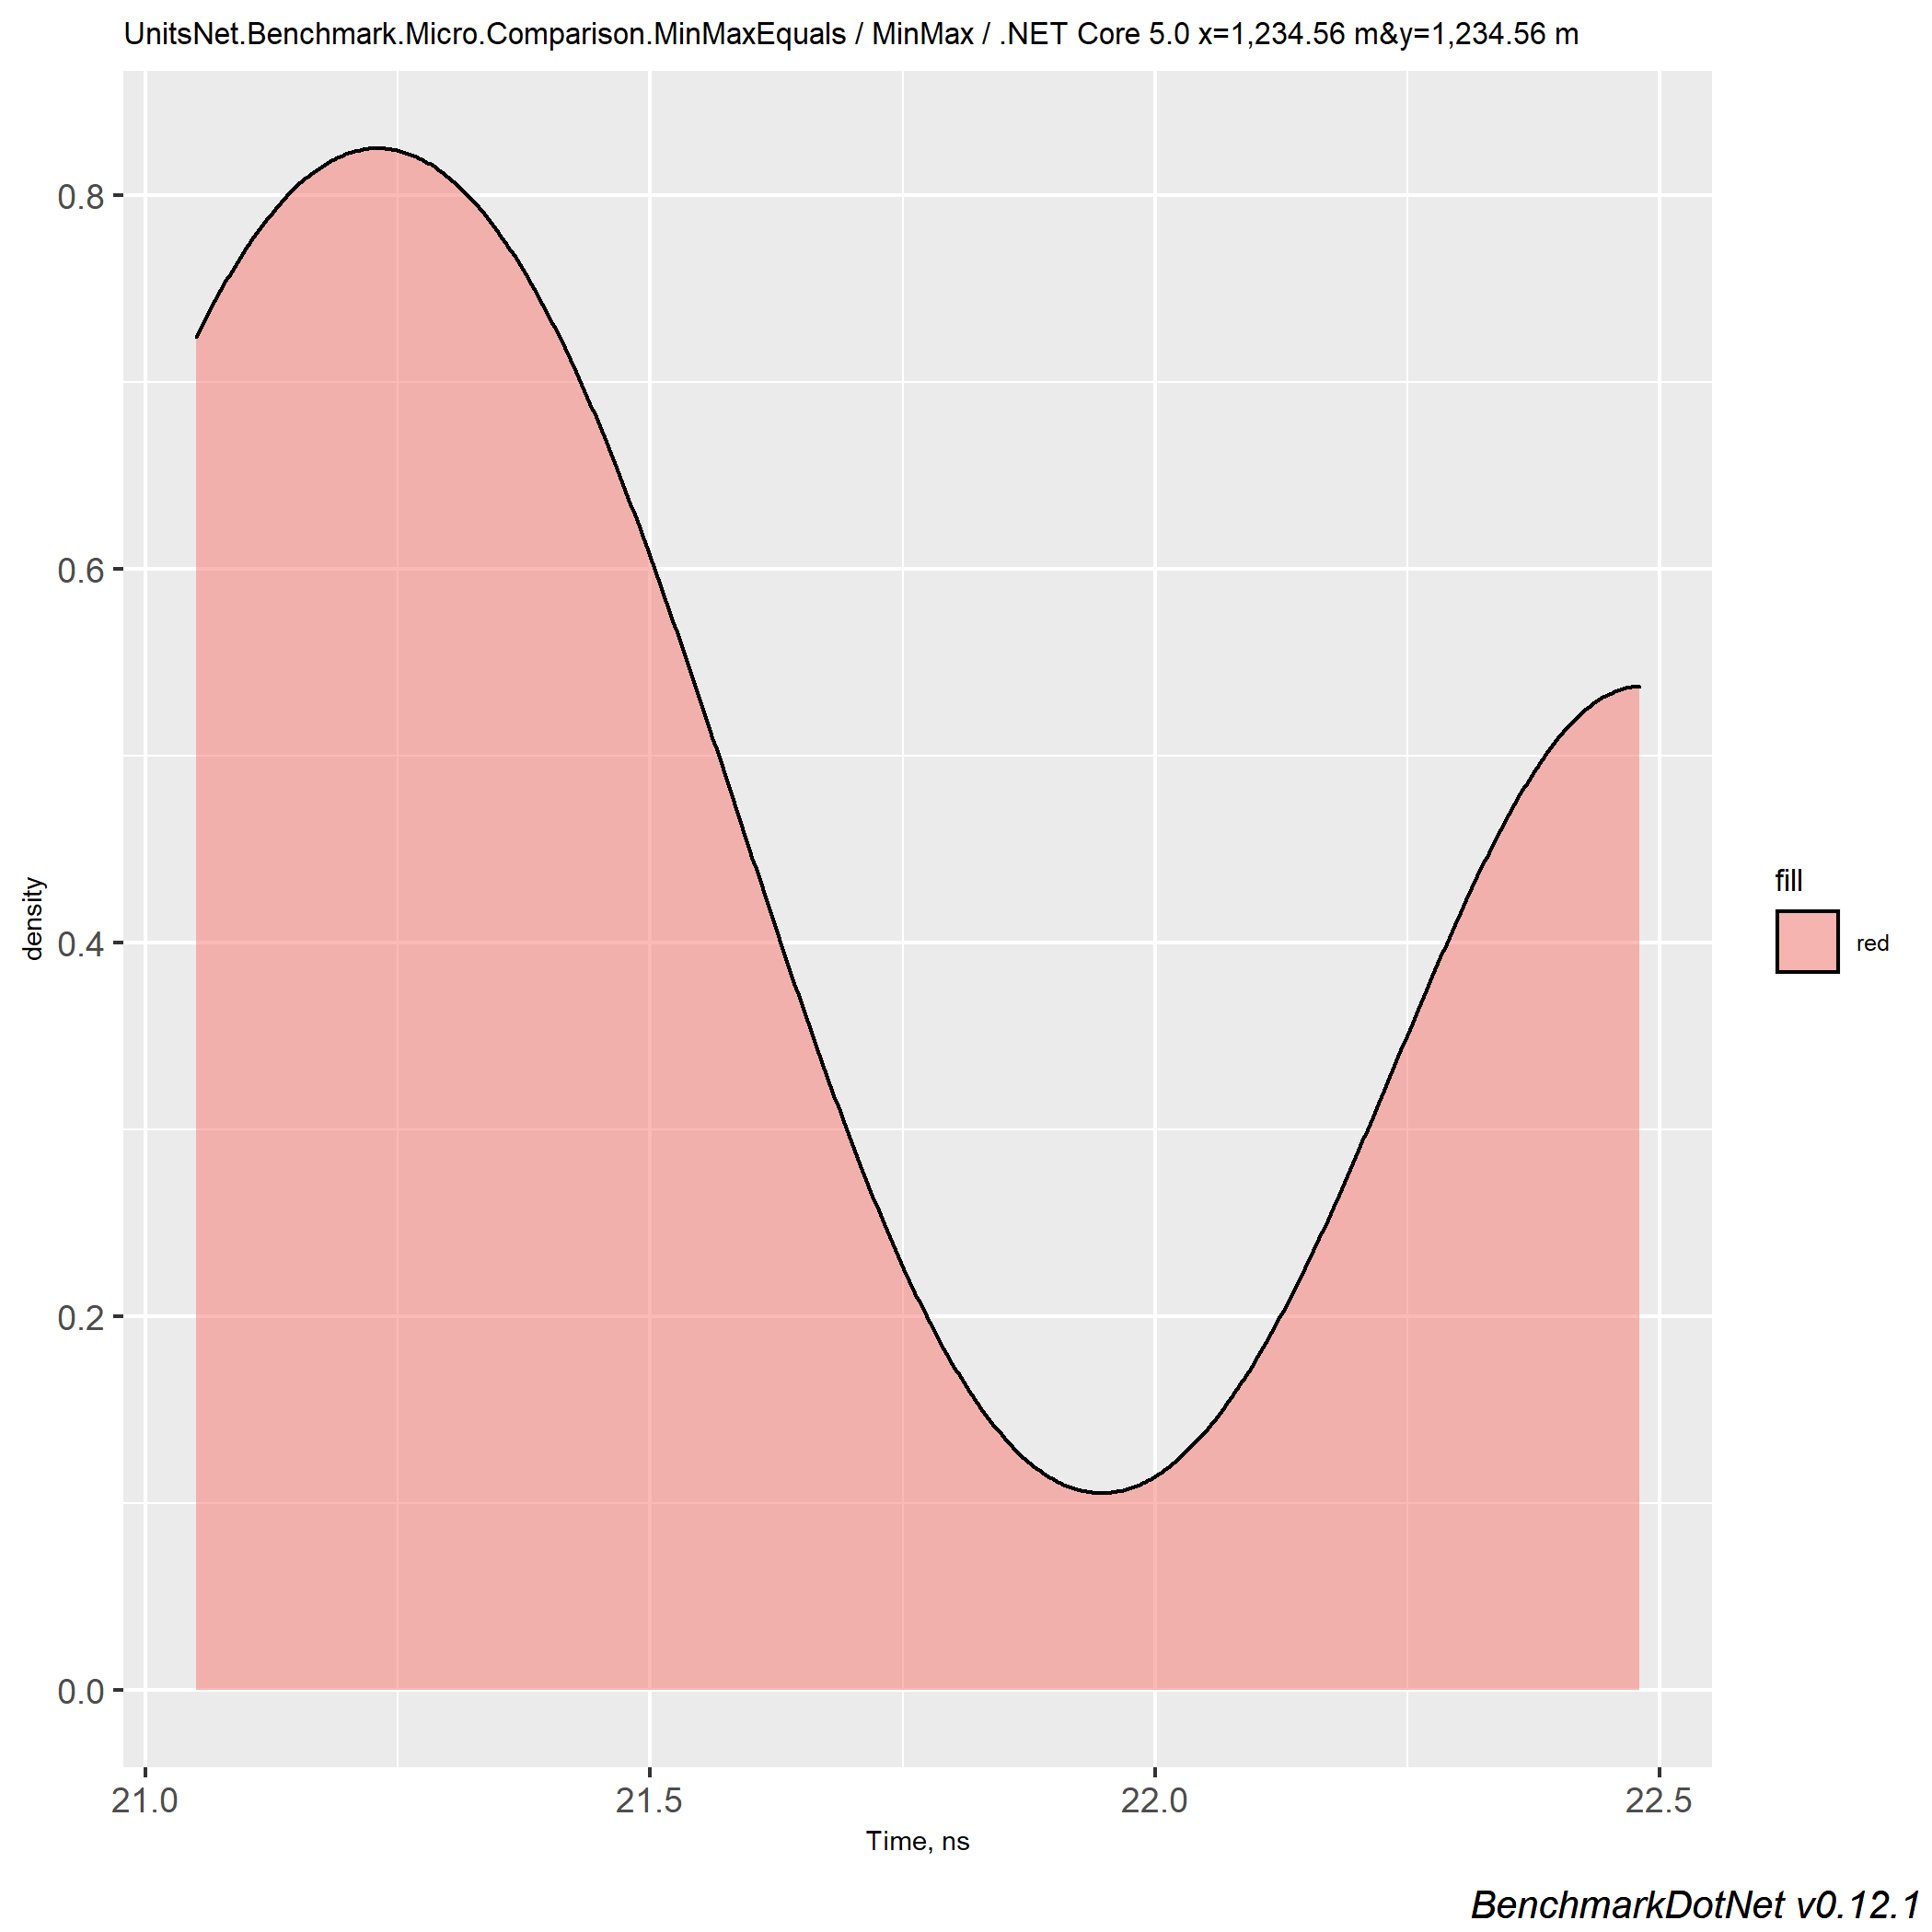 UnitsNet.Benchmark.Micro.Comparison.MinMaxEquals / MinMax / .NET Core 5.0 x=1,234.56 m&y=1,234.56 m
0.8
0.6
0.4
0.2
0.0
density
21.0 21.5 22.0 22.5
Time, ns
fill
red
BenchmarkDotNet v0.12.1